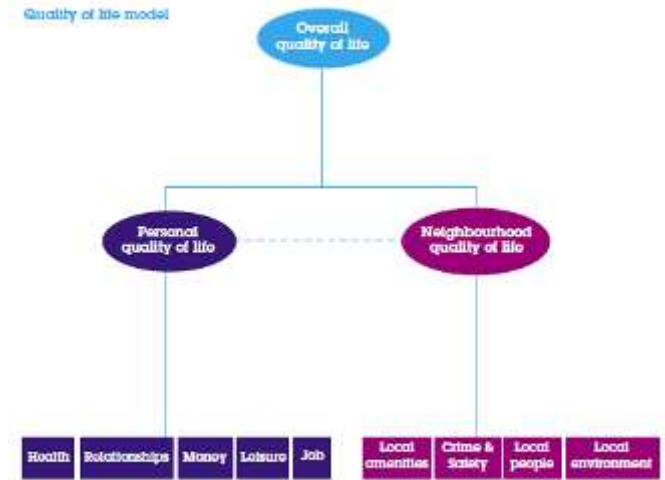 Quality of life model
Overall
quality of life
Personal
quality of life
Neighbourhood
quality of life
Health
Relationships
Money
Leisure
Job
Local
amenities
Crime &
Safety
Local
people
Local
environment